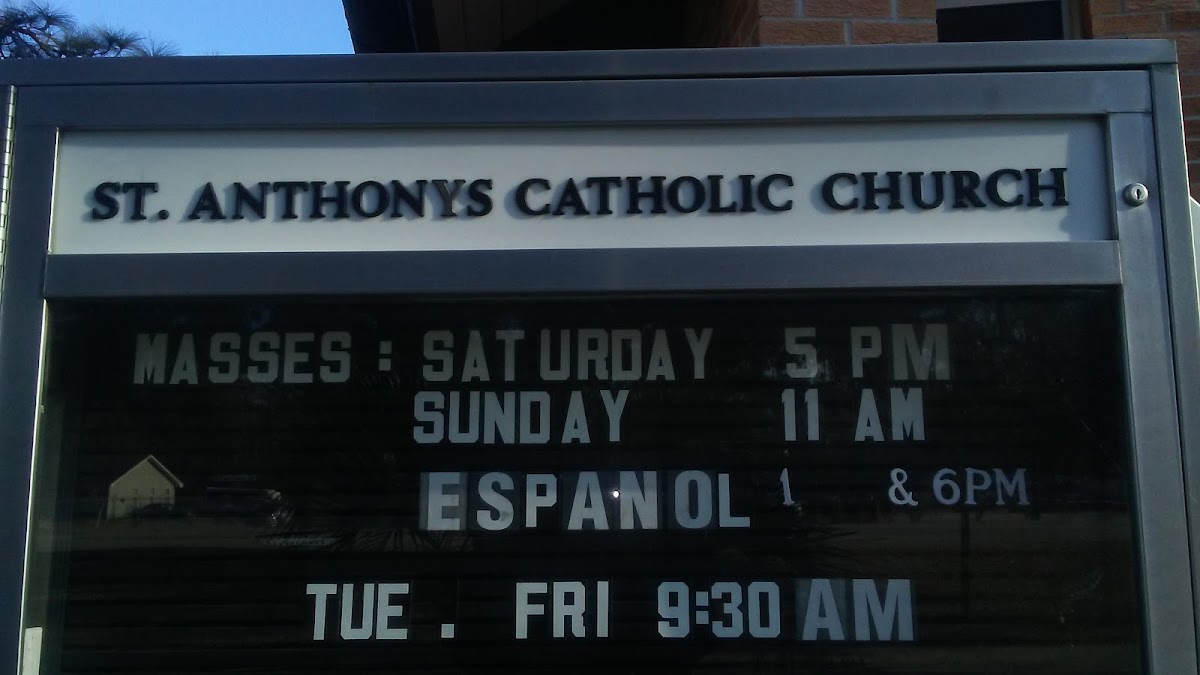 ST. ANTHONYS CATHOLIC CHURCH
MASSES : SATURDAY 5 PM
SUNDAY 11 AM
ESPANOL 1 & 6PM
TUE . FRI 9:30 AM